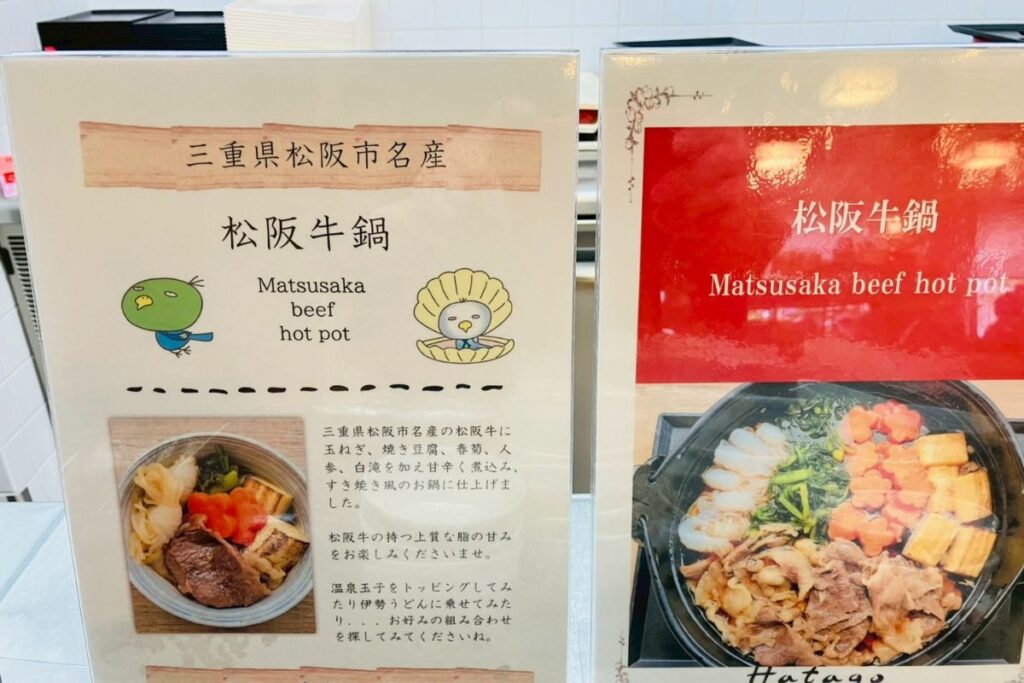 三重県松阪市名産
松阪牛鍋
Matsusaka
beef
hot pot
三重県松阪市名産の松阪牛に
玉ねぎ、焼き豆腐、春菊、人
参、白滝を加え甘辛く煮込み、
すき焼き風のお鍋に仕上げま
した。
松阪牛の持つ上質な脂の甘み
をお楽しみくださいませ。
温泉玉子をトッピングしてみ
たり伊勢うどんに乗せてみた
り...お好みの組み合わせ
を探してみてくださいね。
松阪牛鍋
Matsusaka beef hot pot
Hatago